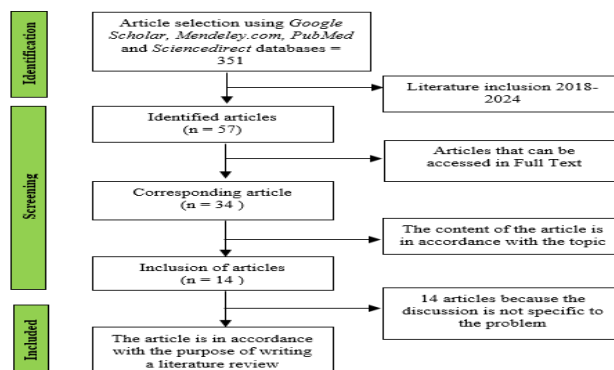 Identification
Article selection using Google
Scholar, Mendeley.com, PubMed
and Sciencedirect databases =
351
Literature inclusion 2018-
2024
Screening
Identified articles
(n = 57)
Articles that can be
accessed in Full Text
Corresponding article
(n = 34 )
The content of the article is
in accordance with the topic
Inclusion of articles
(n = 14 )
14 articles because the
discussion is not specific to
the problem
Included
The article is in accordance
with the purpose of writing
a literature review